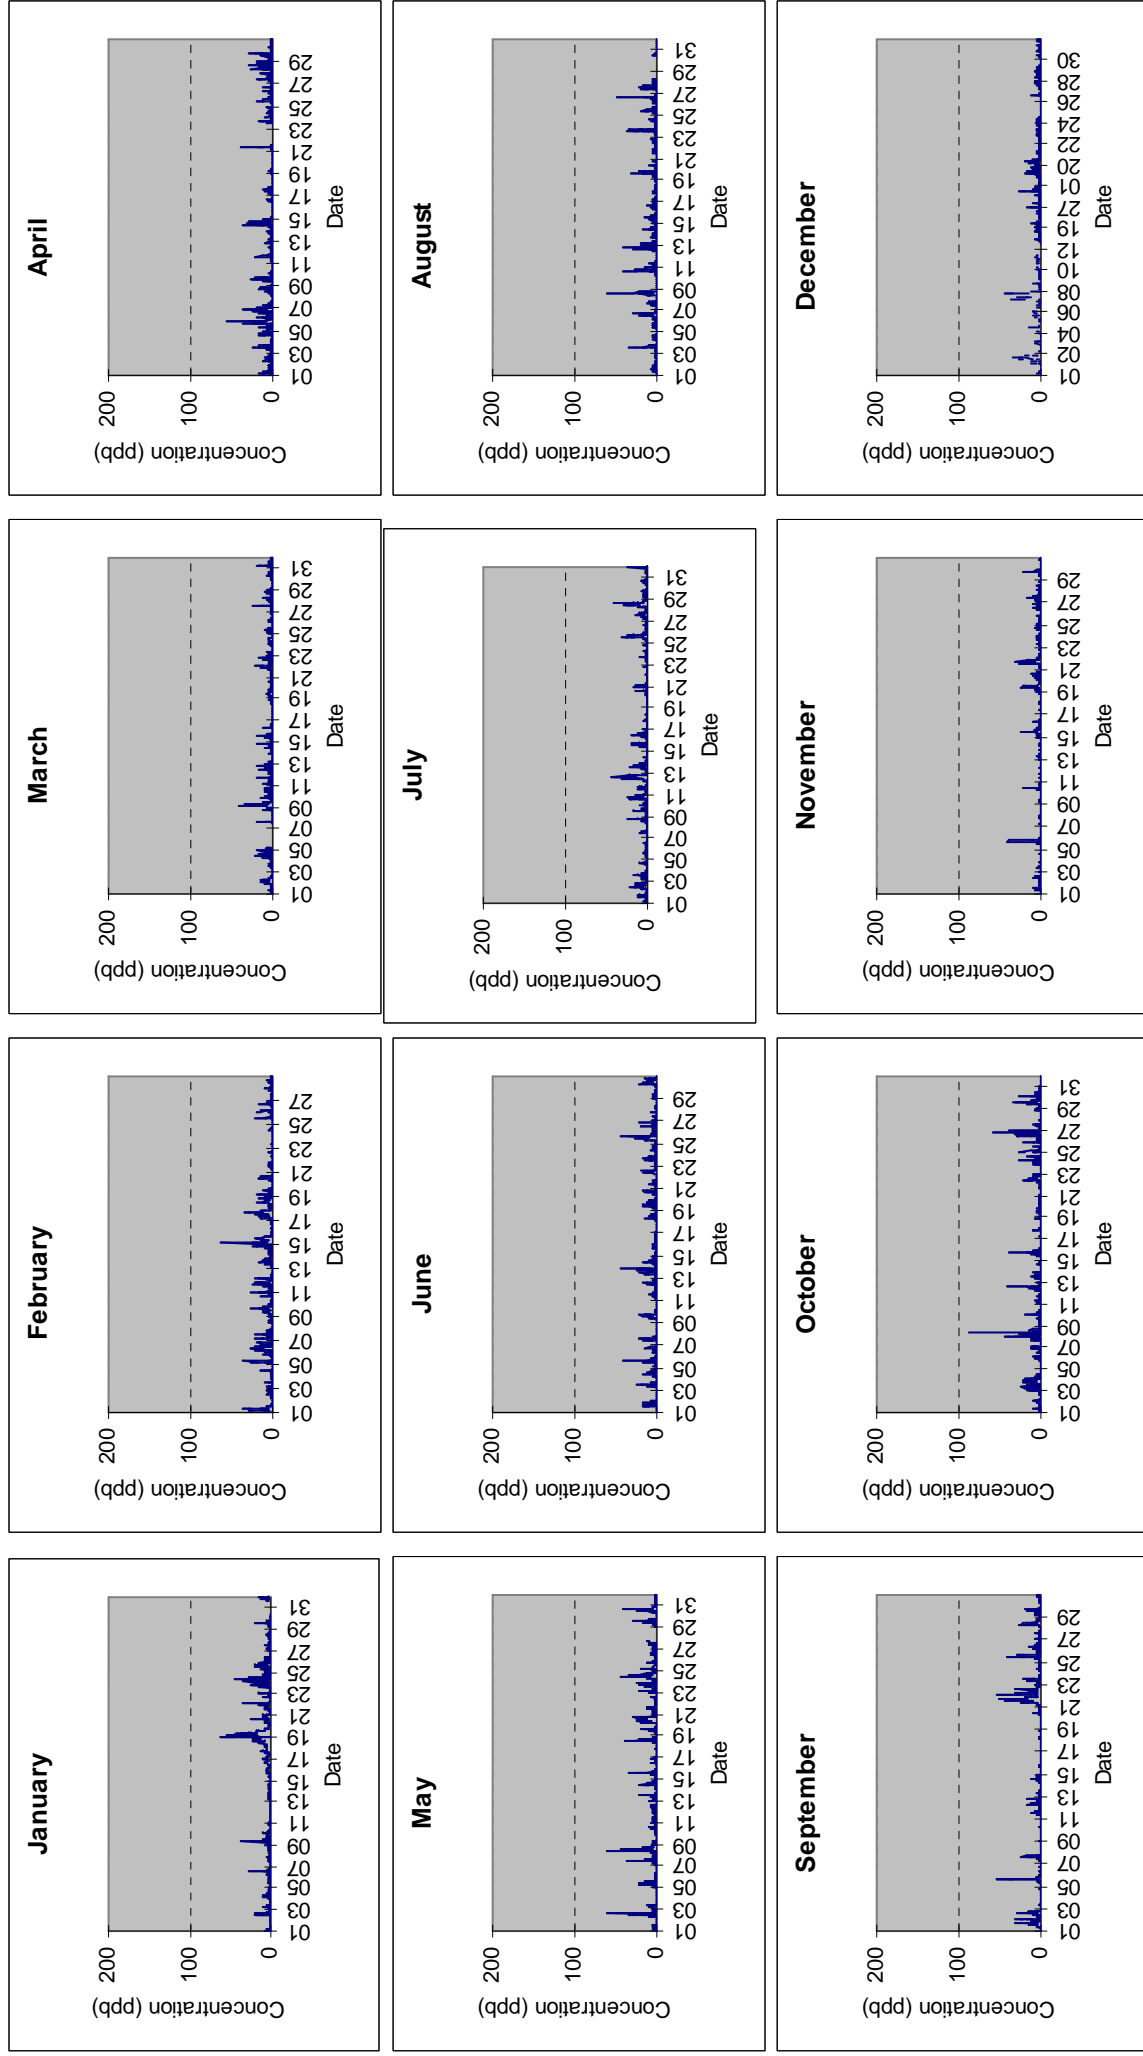 January
Concentration (ppb)
200
100
0
01 03 05 07 09 11 13 15 17 19 21 23 25 27 29 31
Date
February
Concentration (ppb)
200
100
0
01 03 05 07 09 11 13 15 17 19 21 23 25 27
Date
March
Concentration (ppb)
200
100
0
01 03 05 07 09 11 13 15 17 19 21 23 25 27 29 31
Date
April
Concentration (ppb)
200
100
0
01 03 05 07 09 11 13 15 17 19 21 23 25 27 29
Date
May
Concentration (ppb)
200
100
0
01 03 05 07 09 11 13 15 17 19 21 23 25 27 29 31
Date
June
Concentration (ppb)
200
100
0
01 03 05 07 09 11 13 15 17 19 21 23 25 27 29
Date
July
Concentration (ppb)
200
100
0
01 03 05 07 09 11 13 15 17 19 21 23 25 27 29 31
Date
August
Concentration (ppb)
200
100
0
01 03 05 07 09 11 13 15 17 19 21 23 25 27 29 31
Date
September
Concentration (ppb)
200
100
0
01 03 05 07 09 11 13 15 17 19 21 23 25 27 29
Date
October
Concentration (ppb)
200
100
0
01 03 05 07 09 11 13 15 17 19 21 23 25 27 29 31
Date
November
Concentration (ppb)
200
100
0
01 03 05 07 09 11 13 15 17 19 21 23 25 27 29
Date
December
Concentration (ppb)
200
100
0
01 02 04 06 08 10 12 19 27 01 20 22 24 26 28 30
Date